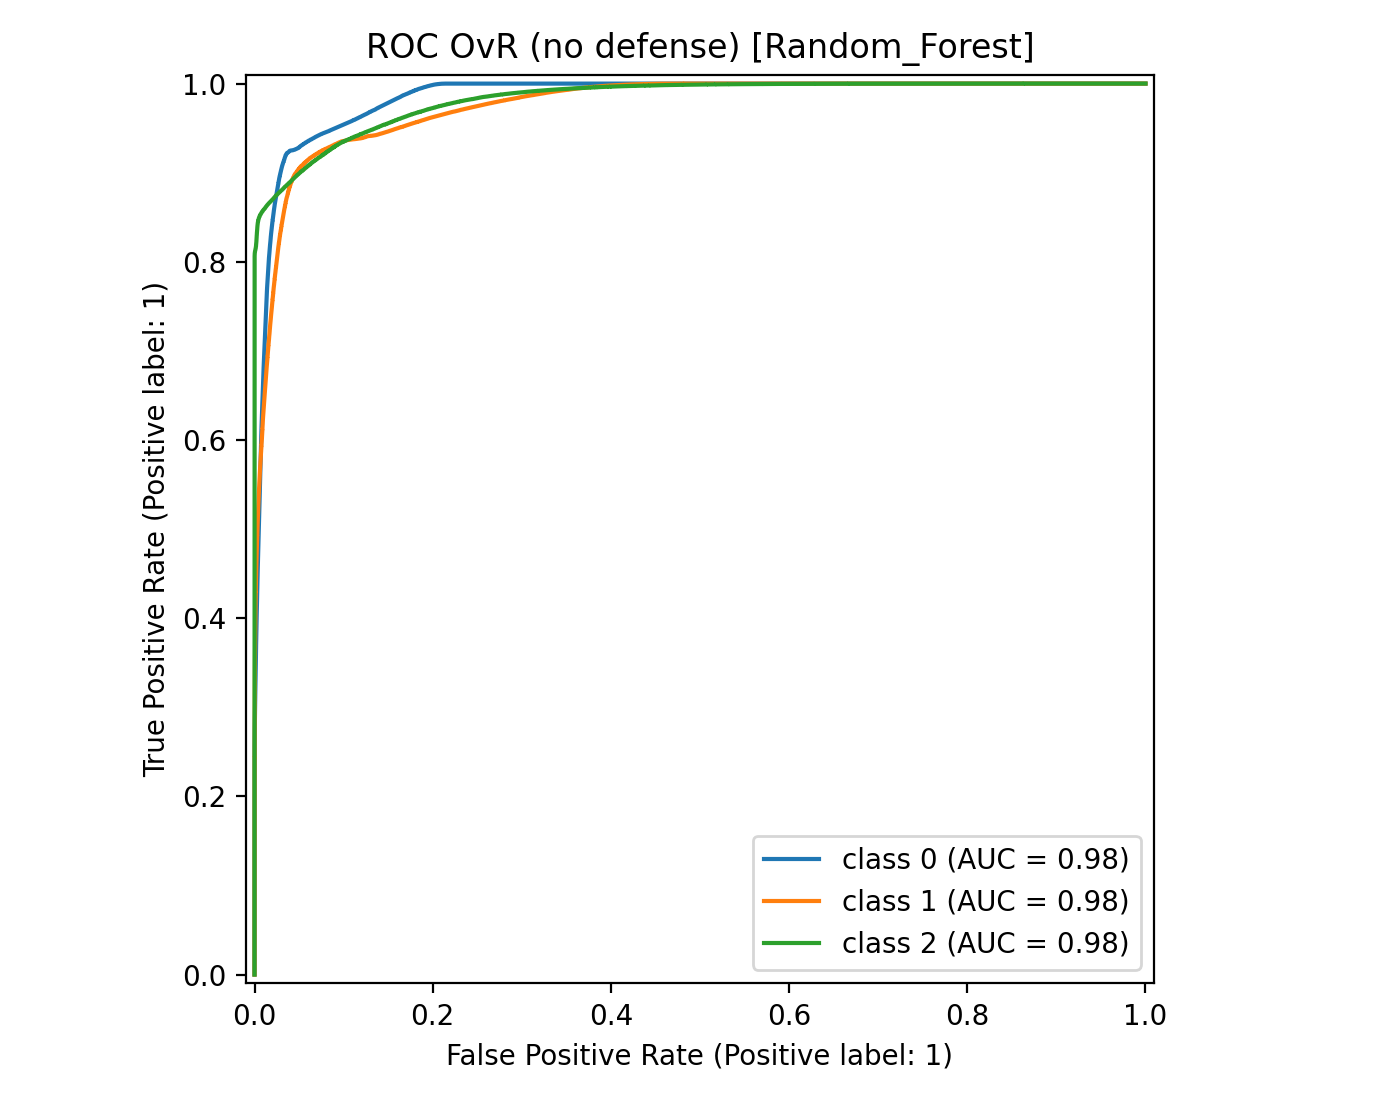 ROC OvR (no defense) [Random_Forest]
1.0
0.8
0.6
0.4
0.2
0.0
True Positive Rate (Positive label: 1)
class 0 (AUC = 0.98)
class 1 (AUC = 0.98)
class 2 (AUC = 0.98)
0.0 0.2 0.4 0.6 0.8 1.0
False Positive Rate (Positive label: 1)